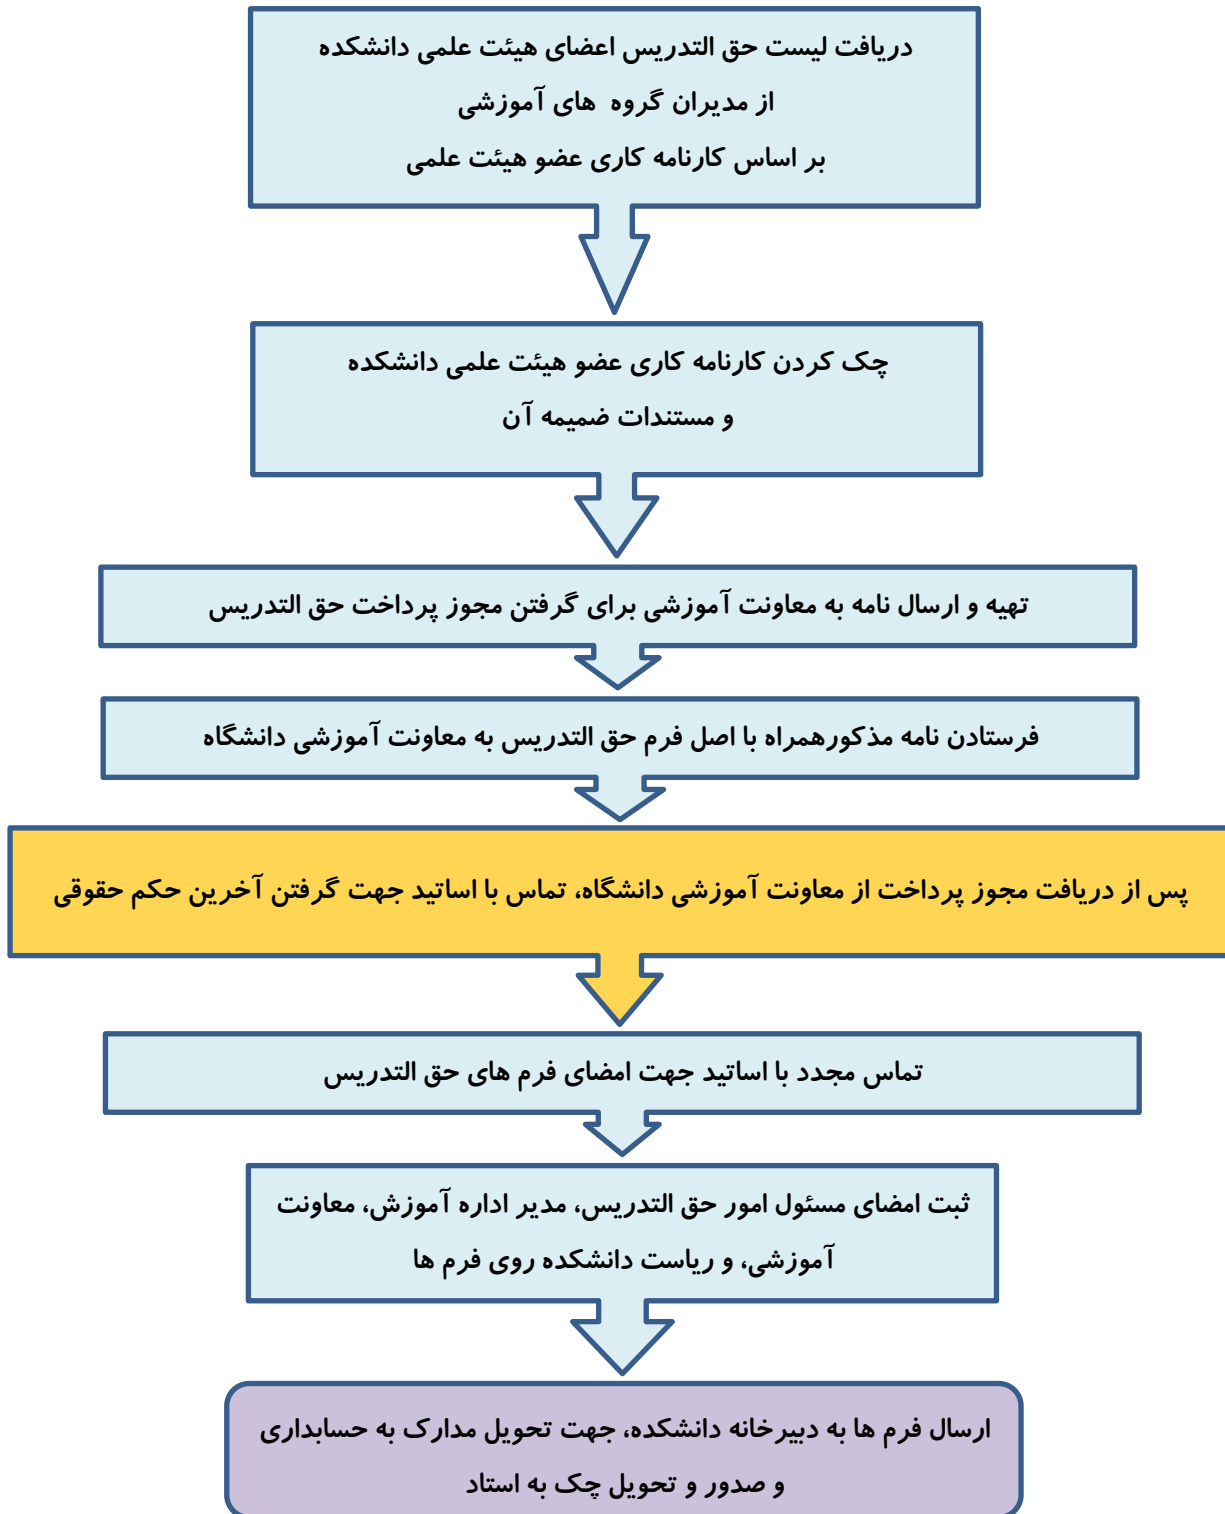 دریافت لیست حق التدریس اعضای هیئت علمی دانشکده
از مدیران گروه های آموزشی
بر اساس کارنامه کاری عضو هیئت علمی
چک کردن کارنامه کاری عضو هیئت علمی دانشکده
و مستندات ضمیمه آن
تهیه و ارسال نامه به معاونت آموزشی برای گرفتن مجوز پرداخت حق التدریس
فرستادن نامه مذکورهمراه با اصل فرم حق التدریس به معاونت آموزشی دانشگاه
پس از دریافت مجوز پرداخت از معاونت آموزشی دانشگاه، تماس با اساتید جهت گرفتن آخرین حکم حقوقی
تماس مجدد با اساتید جهت امضای فرم های حق التدریس
ثبت امضای مسئول امور حق التدریس، مدیر اداره آموزش، معاونت
آموزشی، و ریاست دانشکده روی فرم ها
ارسال فرم ها به دبیرخانه دانشکده، جهت تحویل مدارک به حسابداری
و صدور و تحویل چک به استاد